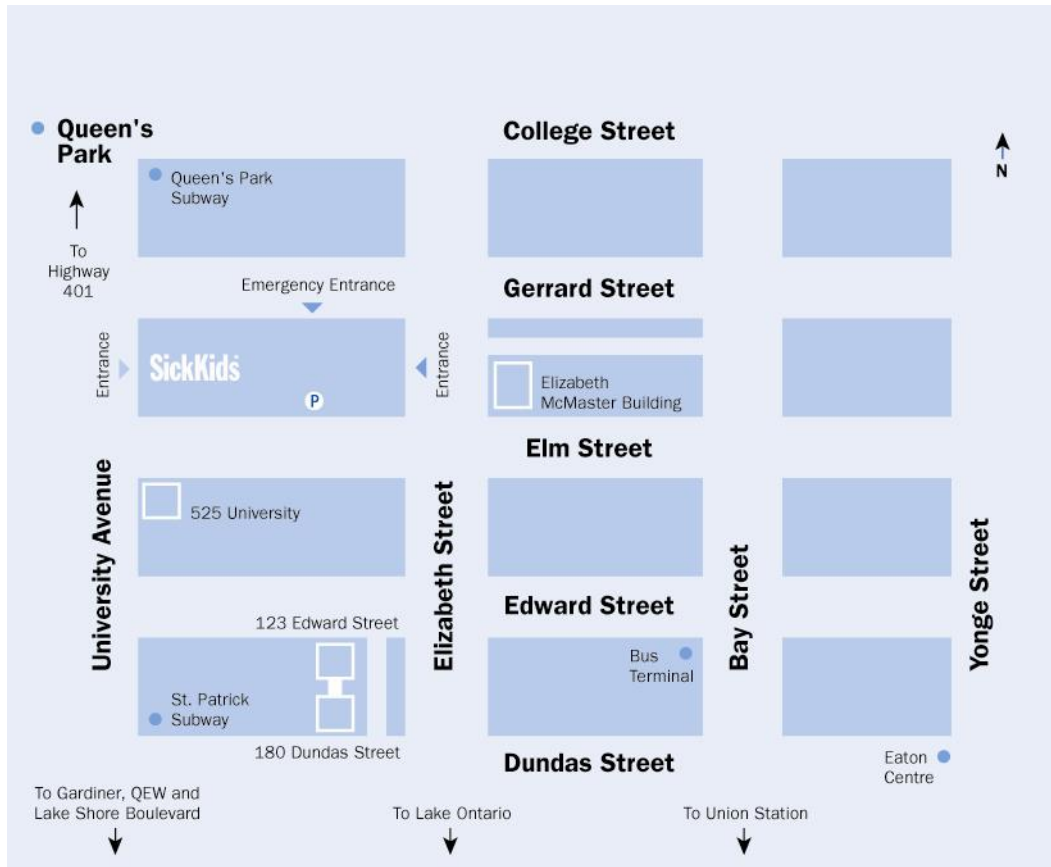 Queen's
Park
College Street
N
Queen's Park
Subway
To
Highway
401
Emergency Entrance
Gerrard Street
Entrance
SickKids
P
Entrance
Elizabeth
McMaster Building
Elm Street
University Avenue
525 University
Elizabeth Street
Edward Street
Bay Street
Yonge Street
123 Edward Street
Bus
Terminal
St. Patrick
Subway
180 Dundas Street
Dundas Street
Eaton
Centre
To Gardiner, QEW and
Lake Shore Boulevard
To Lake Ontario
To Union Station